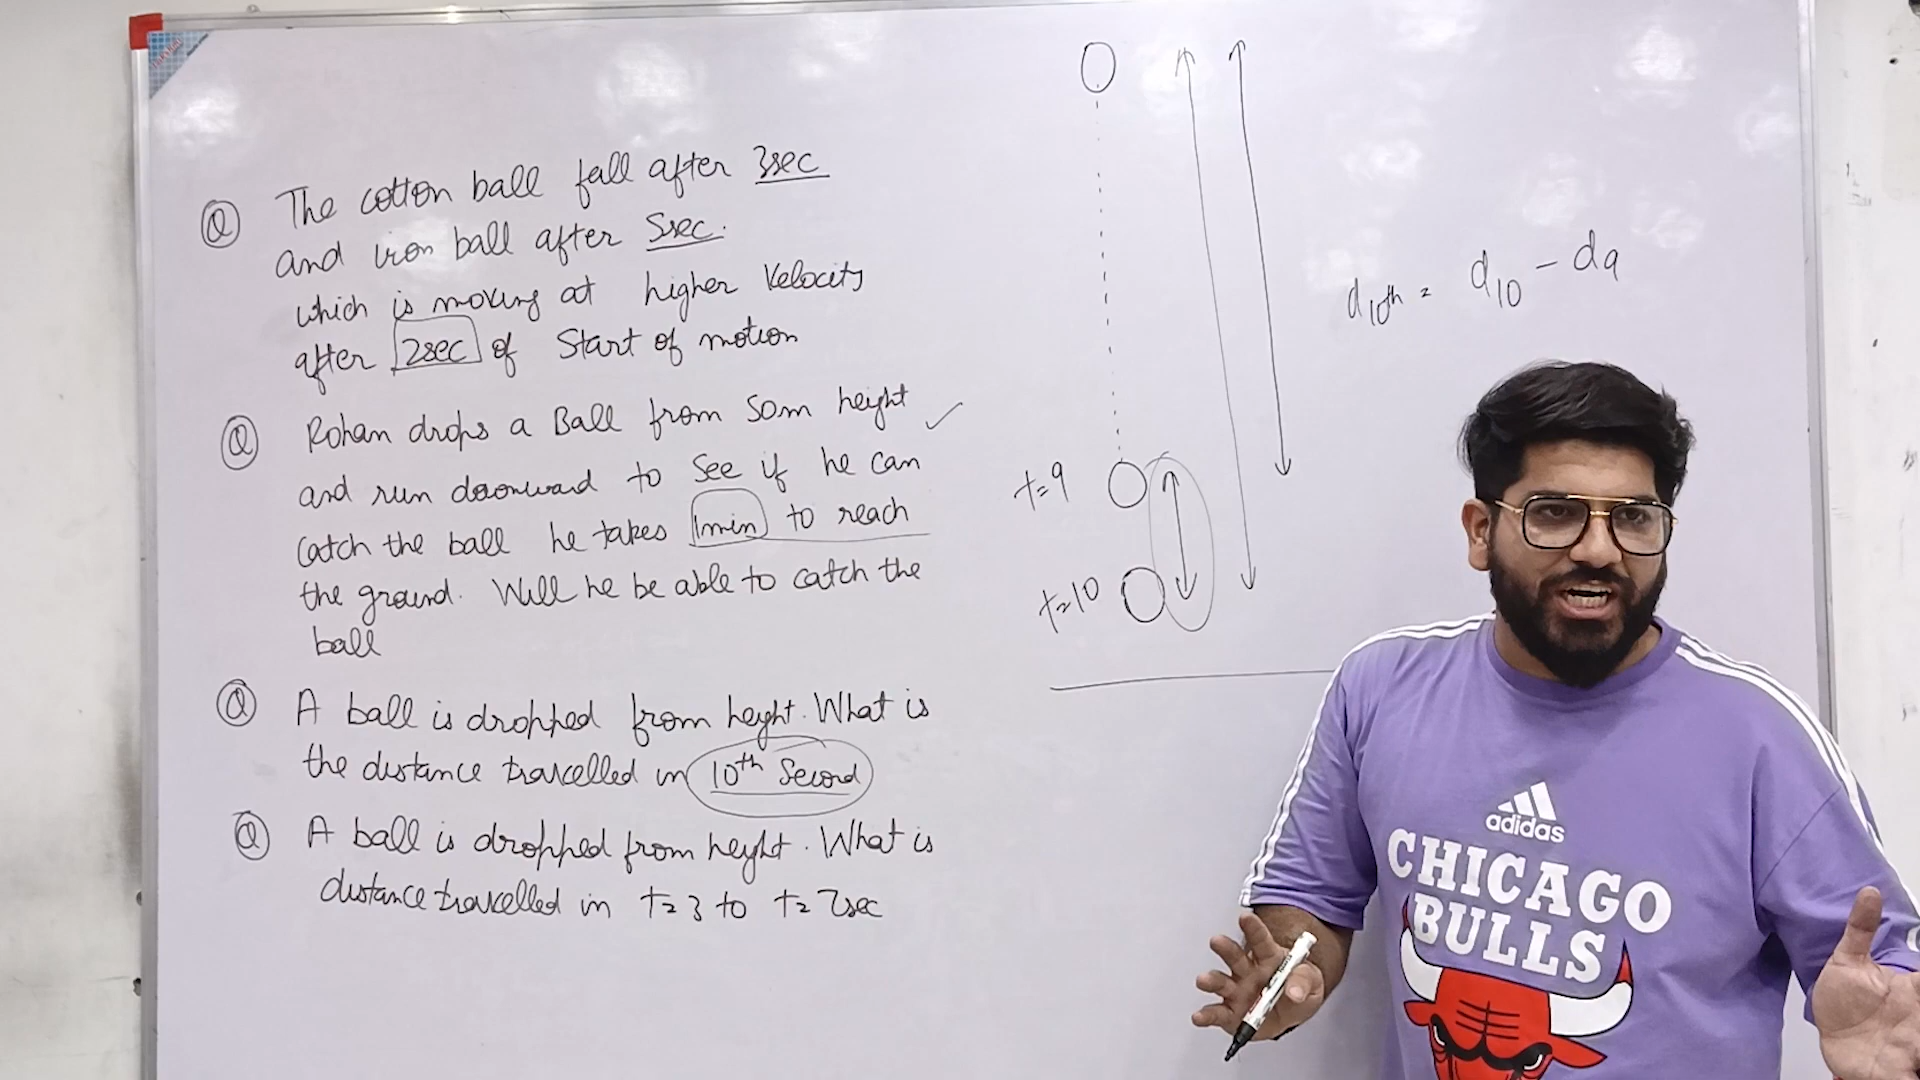 Q The cotton ball fall after 3sec
and iron ball after 5sec.
which is moving at higher Velocity
after 2sec of Start of motion
Q Rohan drops a Ball from 50m height ✓
and run downward to See if he can
catch the ball he takes 1min to reach
the ground. Will he be able to catch the
ball
Q A ball is dropped from height. What is
the distance travelled in 10th Second
Q A ball is dropped from height. What is
distance travelled in t=3 to t=7sec
t=9
t=10
d10th = d10 - d9
adidas
CHICAGO
BULLS